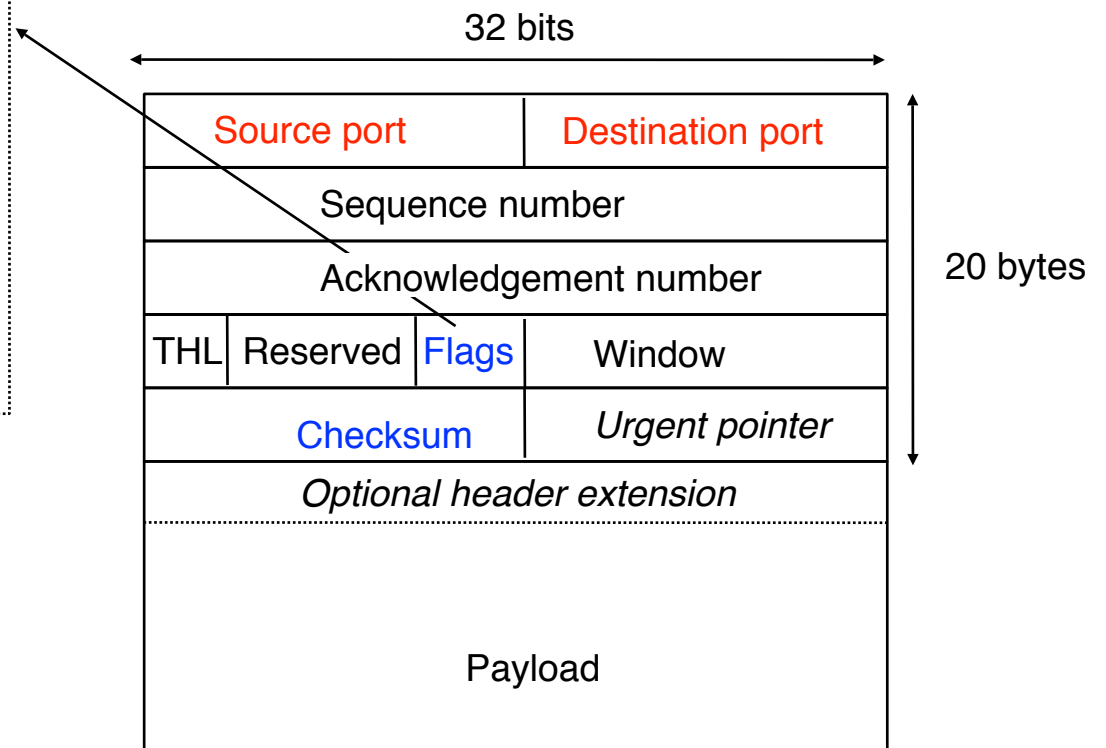 32 bits
Source port Destination port
Sequence number
Acknowledgement number
20 bytes
THL Reserved Flags Window
Checksum Urgent pointer
Optional header extension
Payload